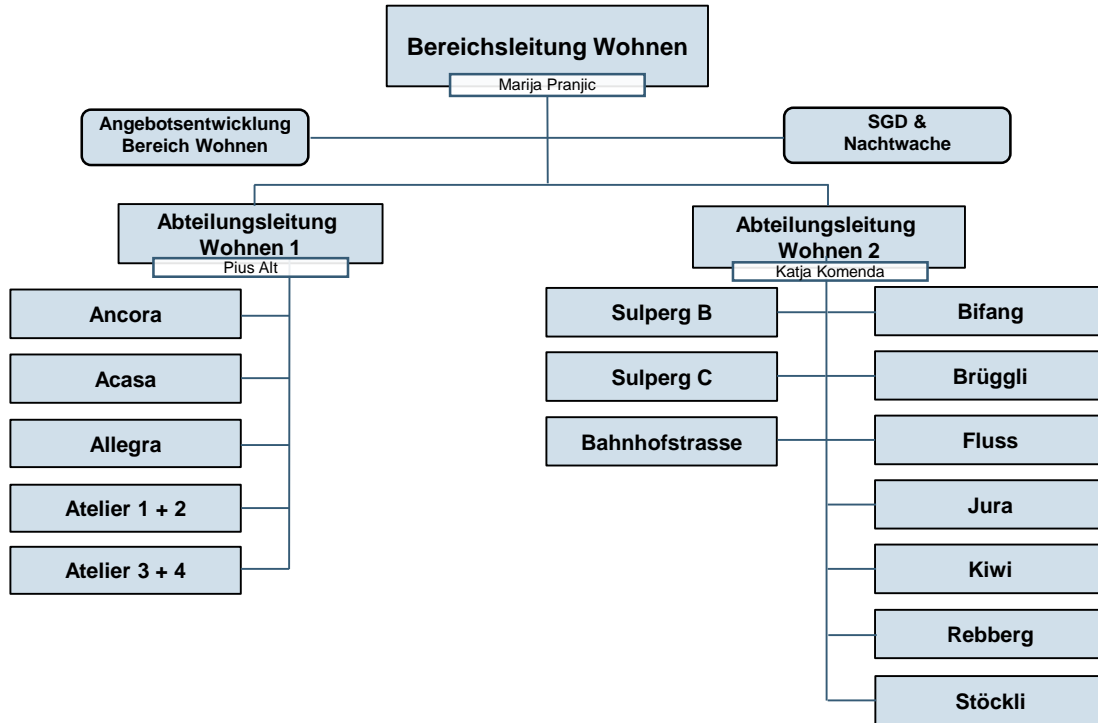 Bereichsleitung Wohnen
Marija Pranjic
Angebotsentwicklung
Bereich Wohnen
SGD &
Nachtwache
Abteilungsleitung
Wohnen 1
Pius Alt
Abteilungsleitung
Wohnen 2
Katja Komenda
Ancora
Acasa
Allegra
Atelier 1 + 2
Atelier 3 + 4
Sulperg B
Sulperg C
Bahnhofstrasse
Bifang
Brüggli
Fluss
Jura
Kiwi
Rebberg
Stöckli